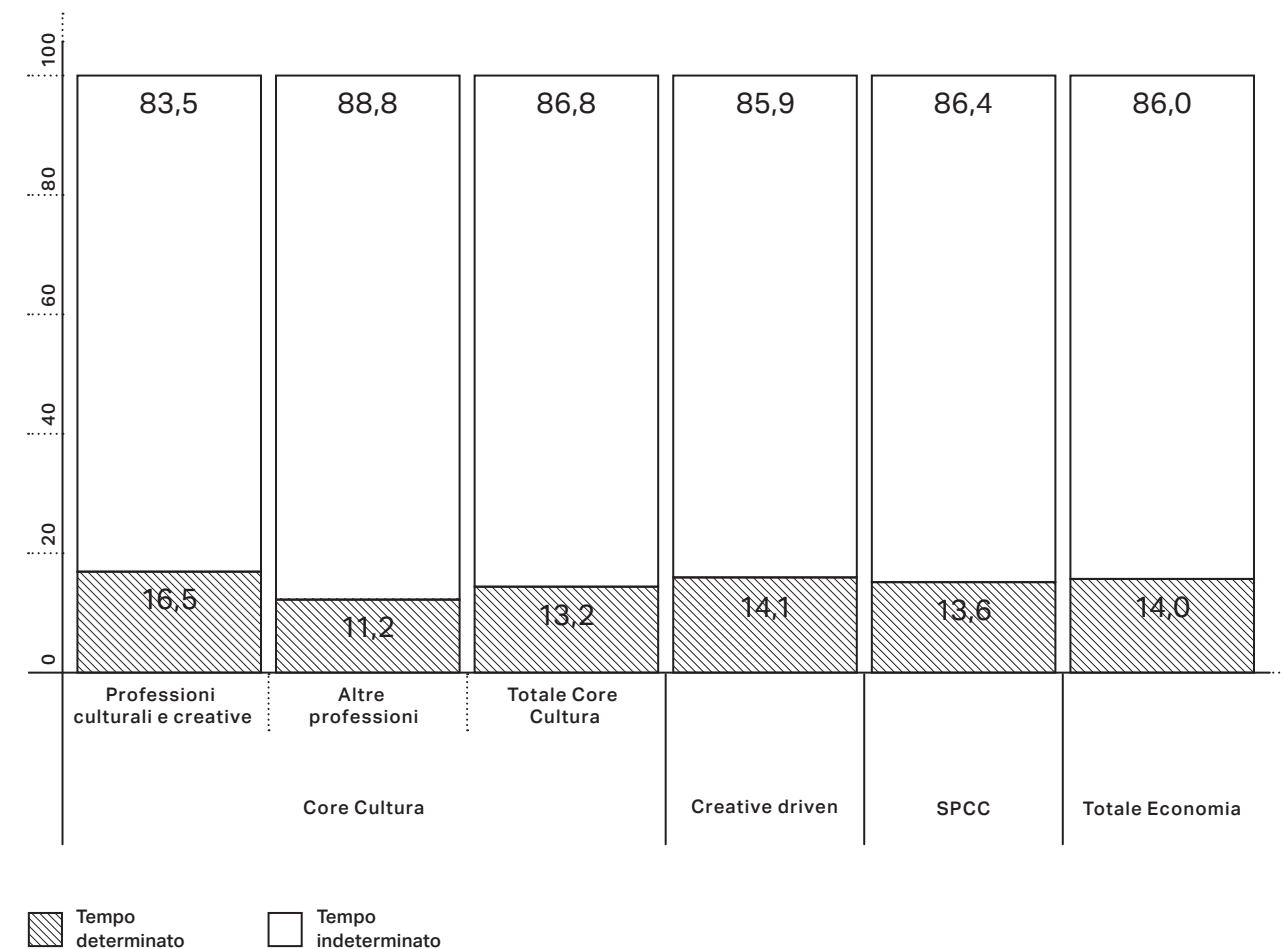 100
83,5
88,8
86,8
85,9
86,4
86,0
80
60
40
20
16,5
11,2
13,2
14,1
13,6
14,0
0
Professioni
culturali e creative
Altre
professioni
Totale Core
Cultura
Core Cultura
Creative driven
SPCC
Totale Economia
Tempo
determinato
Tempo
indeterminato